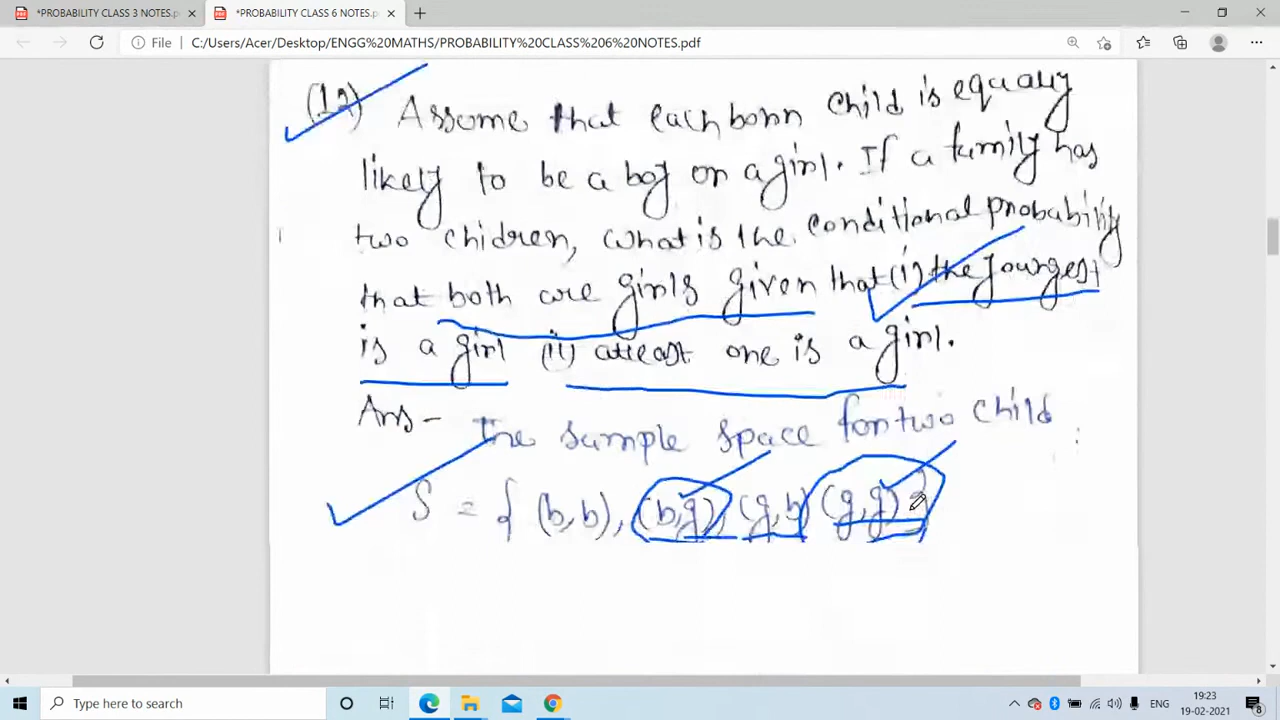 *PROBABILITY CLASS 3 NOTES.p
*PROBABILITY CLASS 6 NOTES.p
File C:/Users/Acer/Desktop/ENGG%20MATHS/PROBABILITY%20CLASS%206%20NOTES.pdf
(12) Assume that each born child is equally
likely to be a boy or a girl. If a family has
two chidren, what is the conditional probability
that both are girls given that (i) the youngest
is a girl (ii) atleast one is a girl.
Ans - The sample space for two child
S = { (b,b), (b,g), (g,b) (g,g) }
Type here to search
ENG
19:23
19-02-2021
8